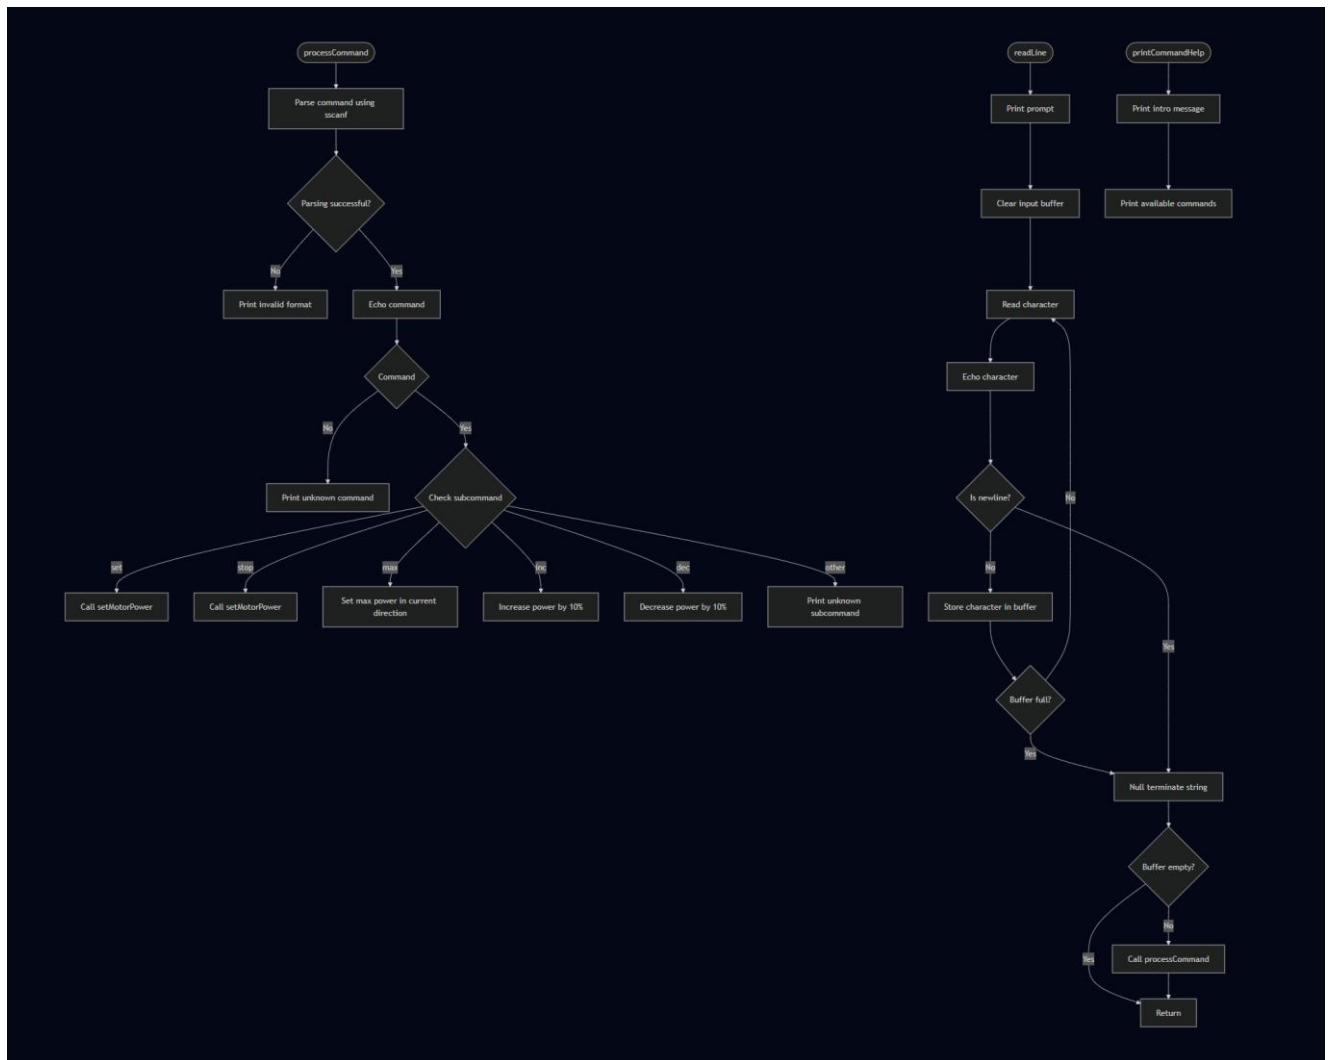 processCommand
readLine
printCommandHelp
Parse command using
sscanf
Print prompt
Print intro message
Parsing successful?
Clear input buffer
Print available commands
No
Yes
Print invalid format
Echo command
Read character
Command
Echo character
No
Yes
Print unknown command
Check subcommand
Is newline?
No
set
stop
max
inc
dec
other
No
Call setMotorPower
Call setMotorPower
Set max power in current
direction
Increase power by 10%
Decrease power by 10%
Print unknown
subcommand
Store character in buffer
Yes
Buffer full?
Yes
Null terminate string
Buffer empty?
No
Yes
Call processCommand
Return